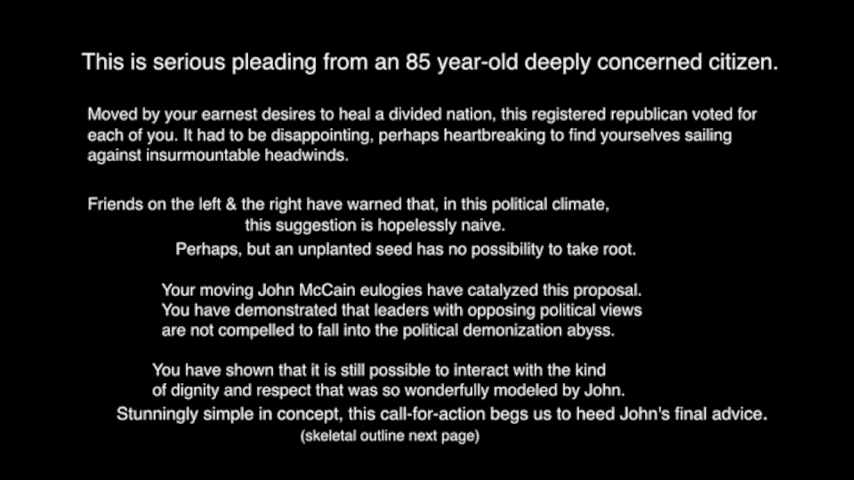 This is serious pleading from an 85 year-old deeply concerned citizen.
Moved by your earnest desires to heal a divided nation, this registered republican voted for
each of you. It had to be disappointing, perhaps heartbreaking to find yourselves sailing
against insurmountable headwinds.
Friends on the left & the right have warned that, in this political climate,
this suggestion is hopelessly naive.
Perhaps, but an unplanted seed has no possibility to take root.
Your moving John McCain eulogies have catalyzed this proposal.
You have demonstrated that leaders with opposing political views
are not compelled to fall into the political demonization abyss.
You have shown that it is still possible to interact with the kind
of dignity and respect that was so wonderfully modeled by John.
Stunningly simple in concept, this call-for-action begs us to heed John's final advice.
(skeletal outline next page)